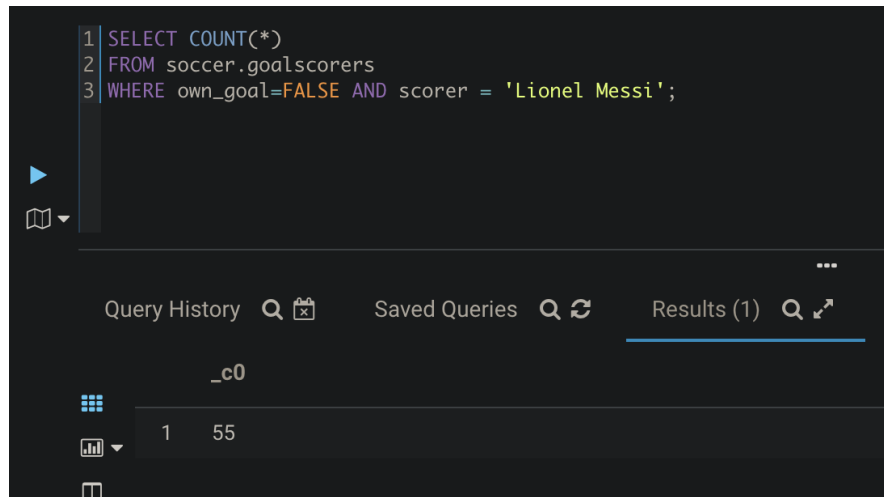 1 SELECT COUNT(*)
2 FROM soccer.goalscorers
3 WHERE own_goal=FALSE AND scorer = 'Lionel Messi';
Query History Saved Queries Results (1)
_c0
1 55